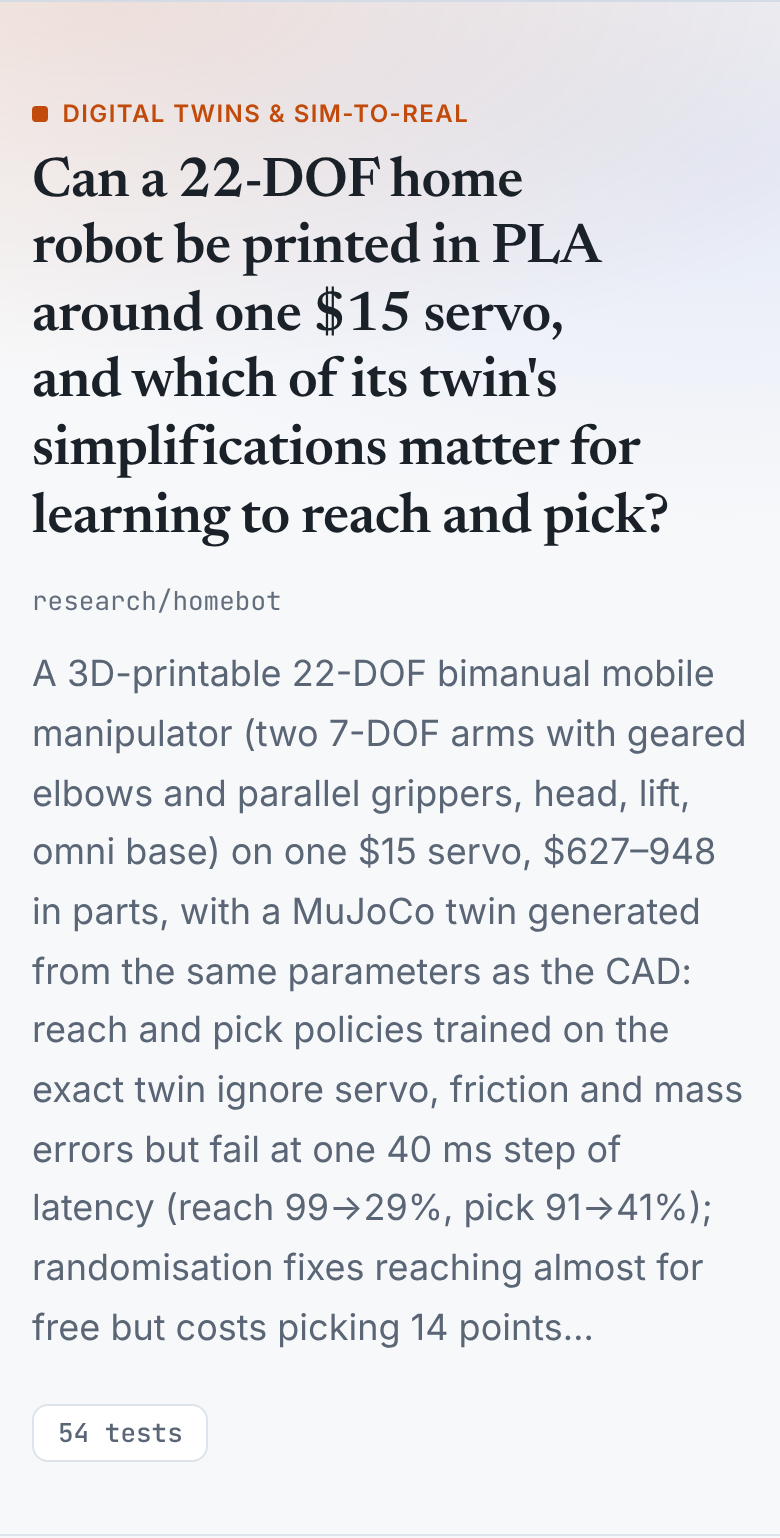 DIGITAL TWINS & SIM-TO-REAL
Can a 22-DOF home
robot be printed in PLA
around one $15 servo,
and which of its twin's
simplifications matter for
learning to reach and pick?
research/homebot
A 3D-printable 22-DOF bimanual mobile
manipulator (two 7-DOF arms with geared
elbows and parallel grippers, head, lift,
omni base) on one $15 servo, $627–948
in parts, with a MuJoCo twin generated
from the same parameters as the CAD:
reach and pick policies trained on the
exact twin ignore servo, friction and mass
errors but fail at one 40 ms step of
latency (reach 99→29%, pick 91→41%);
randomisation fixes reaching almost for
free but costs picking 14 points...
54 tests